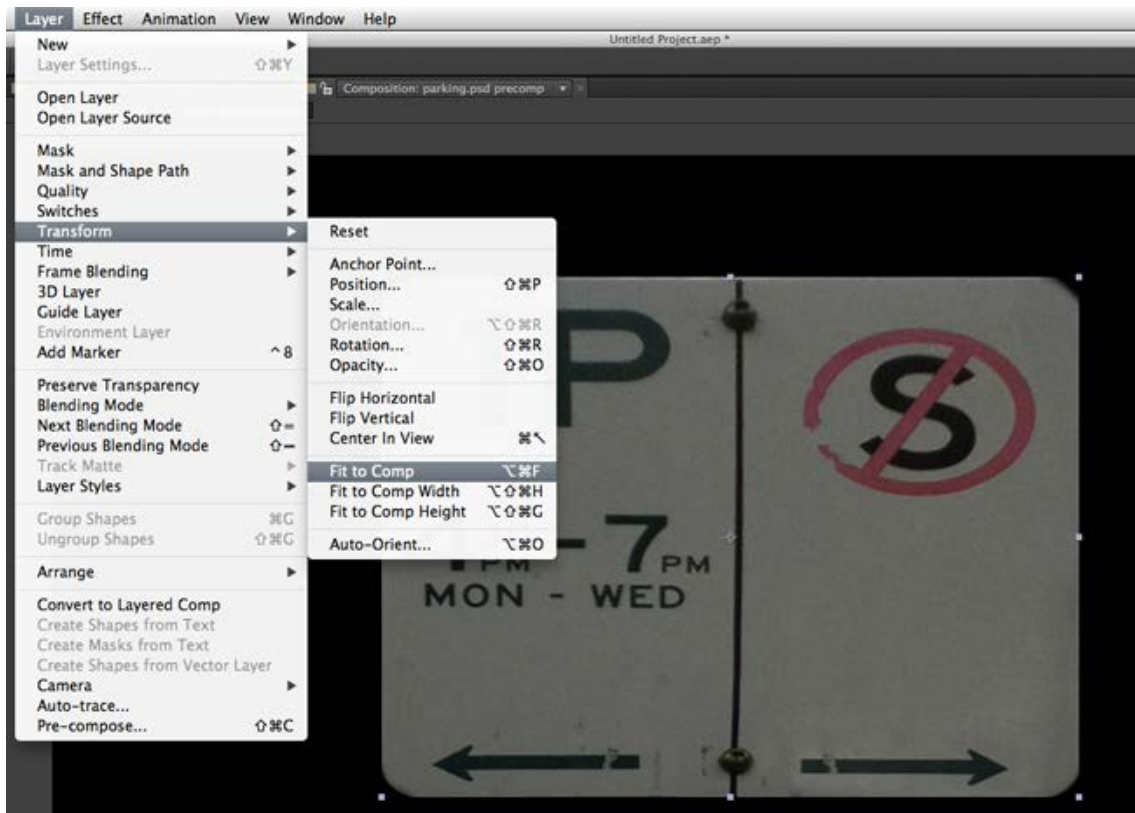 Layer Effect Animation View Window Help
Untitled Project.aep *
Composition: parking.psd precomp
New
Layer Settings... ⇧⌘Y
Open Layer
Open Layer Source
Mask
Mask and Shape Path
Quality
Switches
Transform
Time
Frame Blending
3D Layer
Guide Layer
Environment Layer
Add Marker ^8
Preserve Transparency
Blending Mode
Next Blending Mode ⇧=
Previous Blending Mode ⇧-
Track Matte
Layer Styles
Group Shapes ⌘G
Ungroup Shapes ⇧⌘G
Arrange
Convert to Layered Comp
Create Shapes from Text
Create Masks from Text
Create Shapes from Vector Layer
Camera
Auto-trace...
Pre-compose... ⇧⌘C
Reset
Anchor Point...
Position... ⇧⌘P
Scale...
Orientation... ⌥⇧⌘R
Rotation... ⇧⌘R
Opacity... ⇧⌘O
Flip Horizontal
Flip Vertical
Center In View ⌘↖
Fit to Comp ⌥⌘F
Fit to Comp Width ⌥⇧⌘H
Fit to Comp Height ⌥⇧⌘G
Auto-Orient... ⌥⌘O
P
PM - 7 PM
MON - WED
S